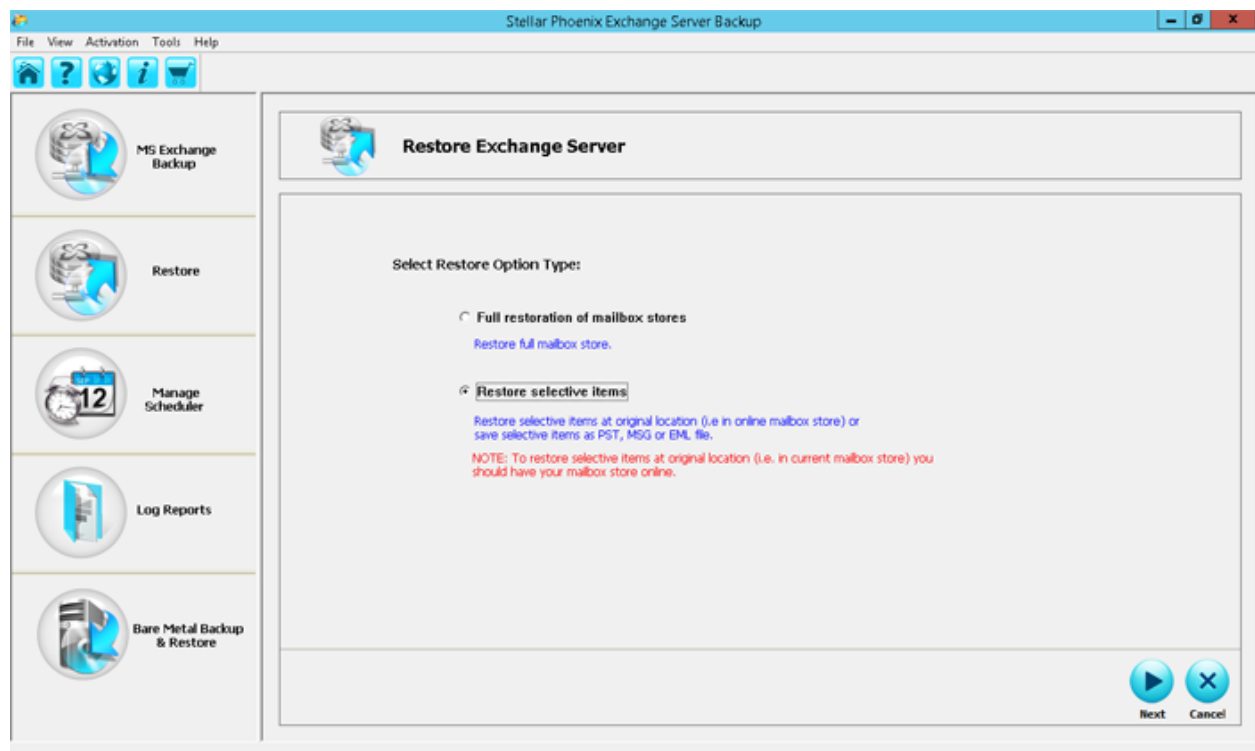 Stellar Phoenix Exchange Server Backup
File View Activation Tools Help
MS Exchange
Backup
Restore
Manage
Scheduler
Log Reports
Bare Metal Backup
& Restore
Restore Exchange Server
Select Restore Option Type:
Full restoration of mailbox stores
Restore full mailbox store.
Restore selective items
Restore selective items at original location (i.e in online mailbox store) or
save selective items as PST, MSG or EML file.
NOTE: To restore selective items at original location (i.e. in current mailbox store) you
should have your mailbox store online.
Next Cancel
12